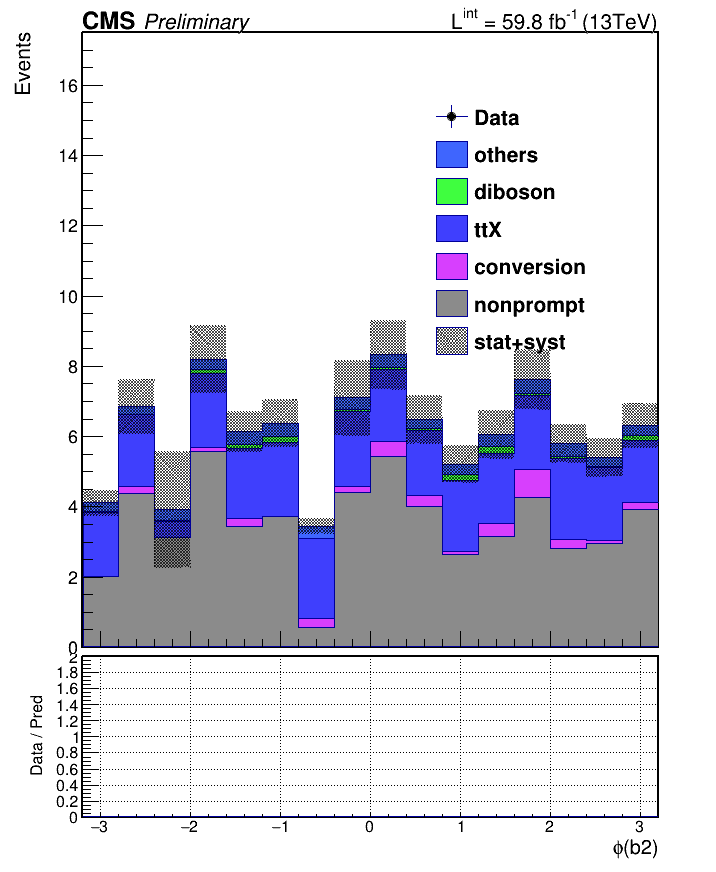 CMS Preliminary L^int = 59.8 fb^-1 (13TeV)
Events
16
14
12
10
8
6
4
2
0
Data
others
diboson
ttX
conversion
nonprompt
stat+syst
Data / Pred
2
1.8
1.6
1.4
1.2
1
0.8
0.6
0.4
0.2
0
−3 −2 −1 0 1 2 3
ϕ(b2)